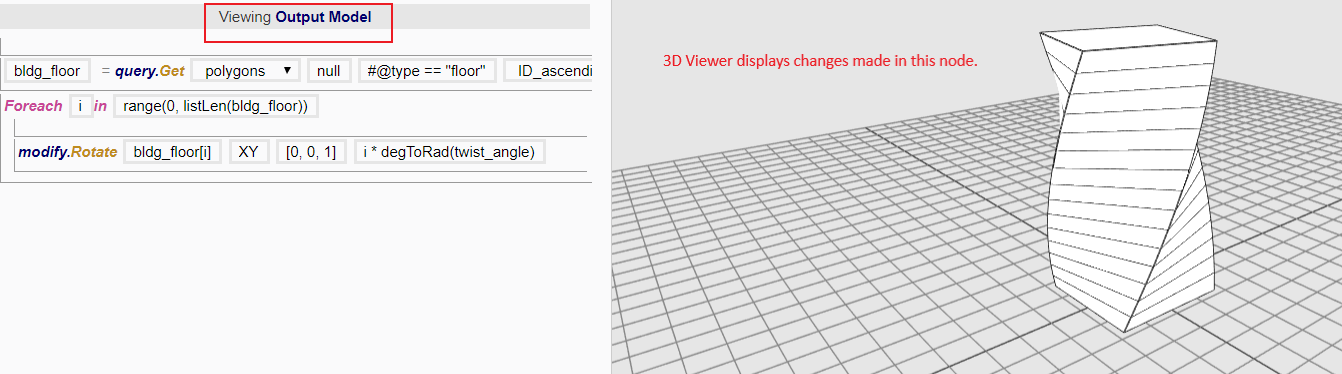 Viewing Output Model
3D Viewer displays changes made in this node.
bldg_floor = query.Get polygons ▼ null #@type == "floor" ID_ascendi
Foreach i in range(0, listLen(bldg_floor))
modify.Rotate bldg_floor[i] XY [0, 0, 1] i * degToRad(twist_angle)